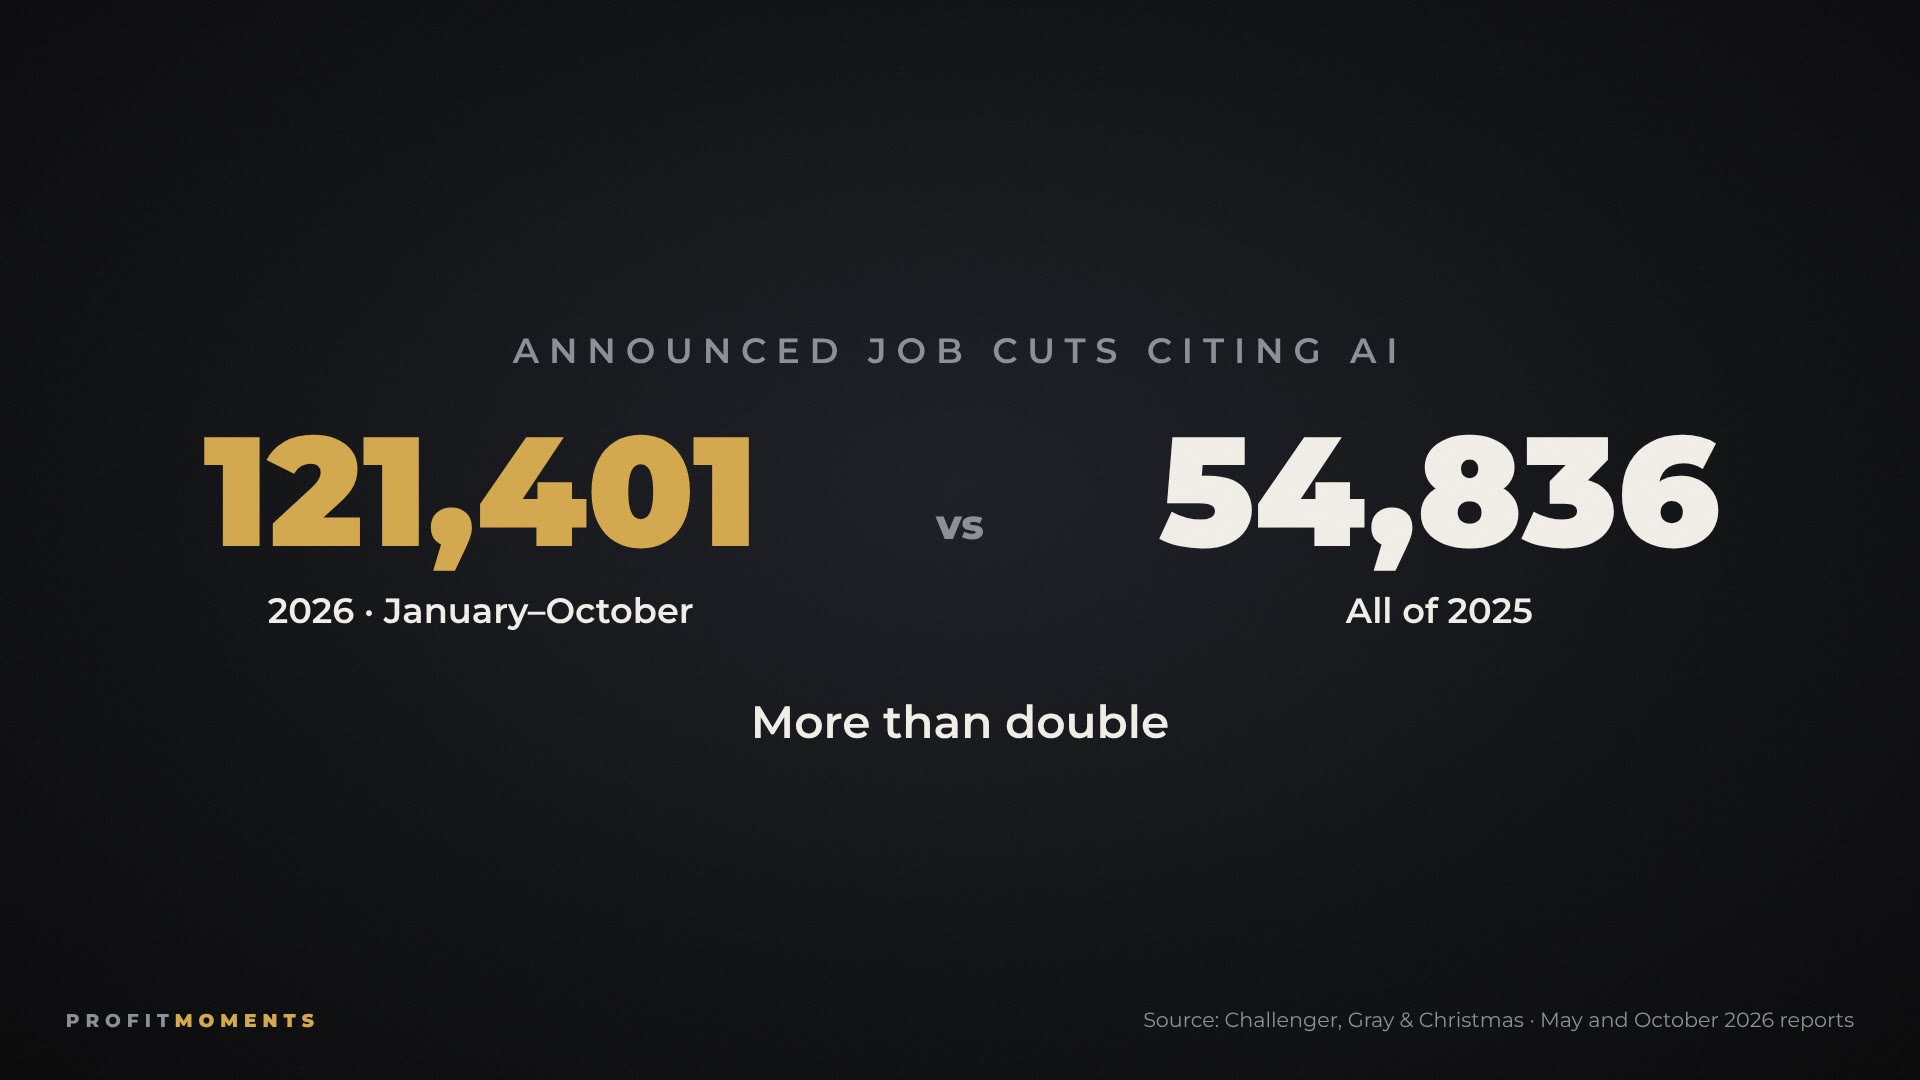 ANNOUNCED JOB CUTS CITING AI
121,401 vs 54,836
2026 · January–October
All of 2025
More than double
PROFITMOMENTS
Source: Challenger, Gray & Christmas · May and October 2026 reports